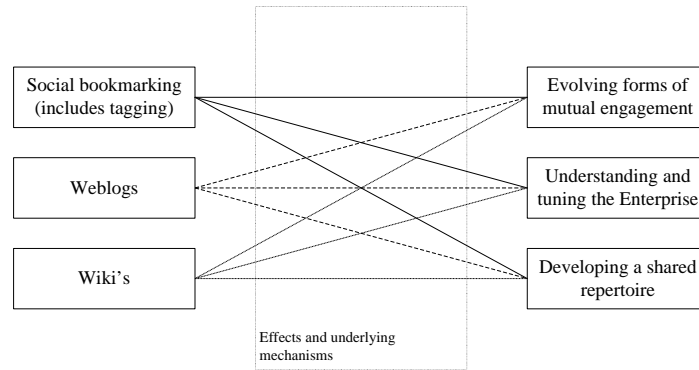 Social bookmarking
(includes tagging)
Evolving forms of
mutual engagement
Weblogs
Understanding and
tuning the Enterprise
Wiki's
Developing a shared
repertoire
Effects and underlying
mechanisms